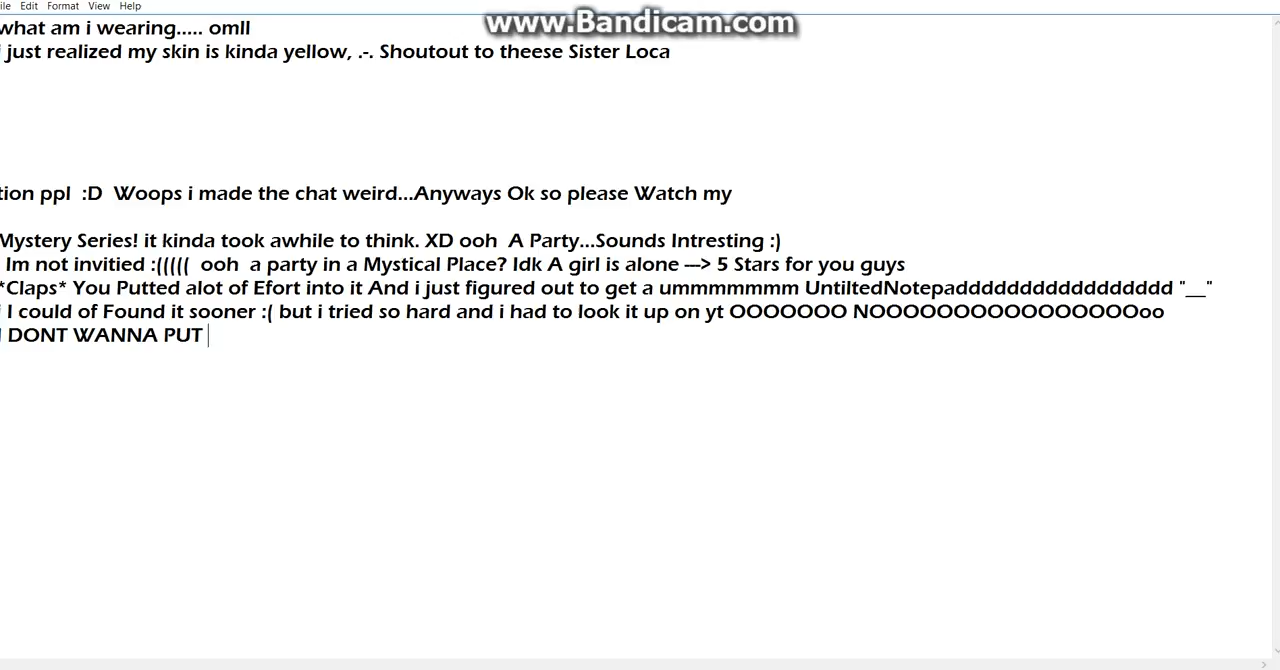 ile Edit Format View Help
www.Bandicam.com
what am i wearing..... omll
i just realized my skin is kinda yellow, .-. Shoutout to theese Sister Loca
tion ppl :D Woops i made the chat weird...Anyways Ok so please Watch my
Mystery Series! it kinda took awhile to think. XD ooh A Party...Sounds Intresting :)
Im not invitied :((((( ooh a party in a Mystical Place? Idk A girl is alone ---> 5 Stars for you guys
*Claps* You Putted alot of Efort into it And i just figured out to get a ummmmmmm UntiltedNotepaddddddddddddddddd "__"
I could of Found it sooner :( but i tried so hard and i had to look it up on yt OOOOOOO NOOOOOOOOOOOOOOOOoo
I DONT WANNA PUT